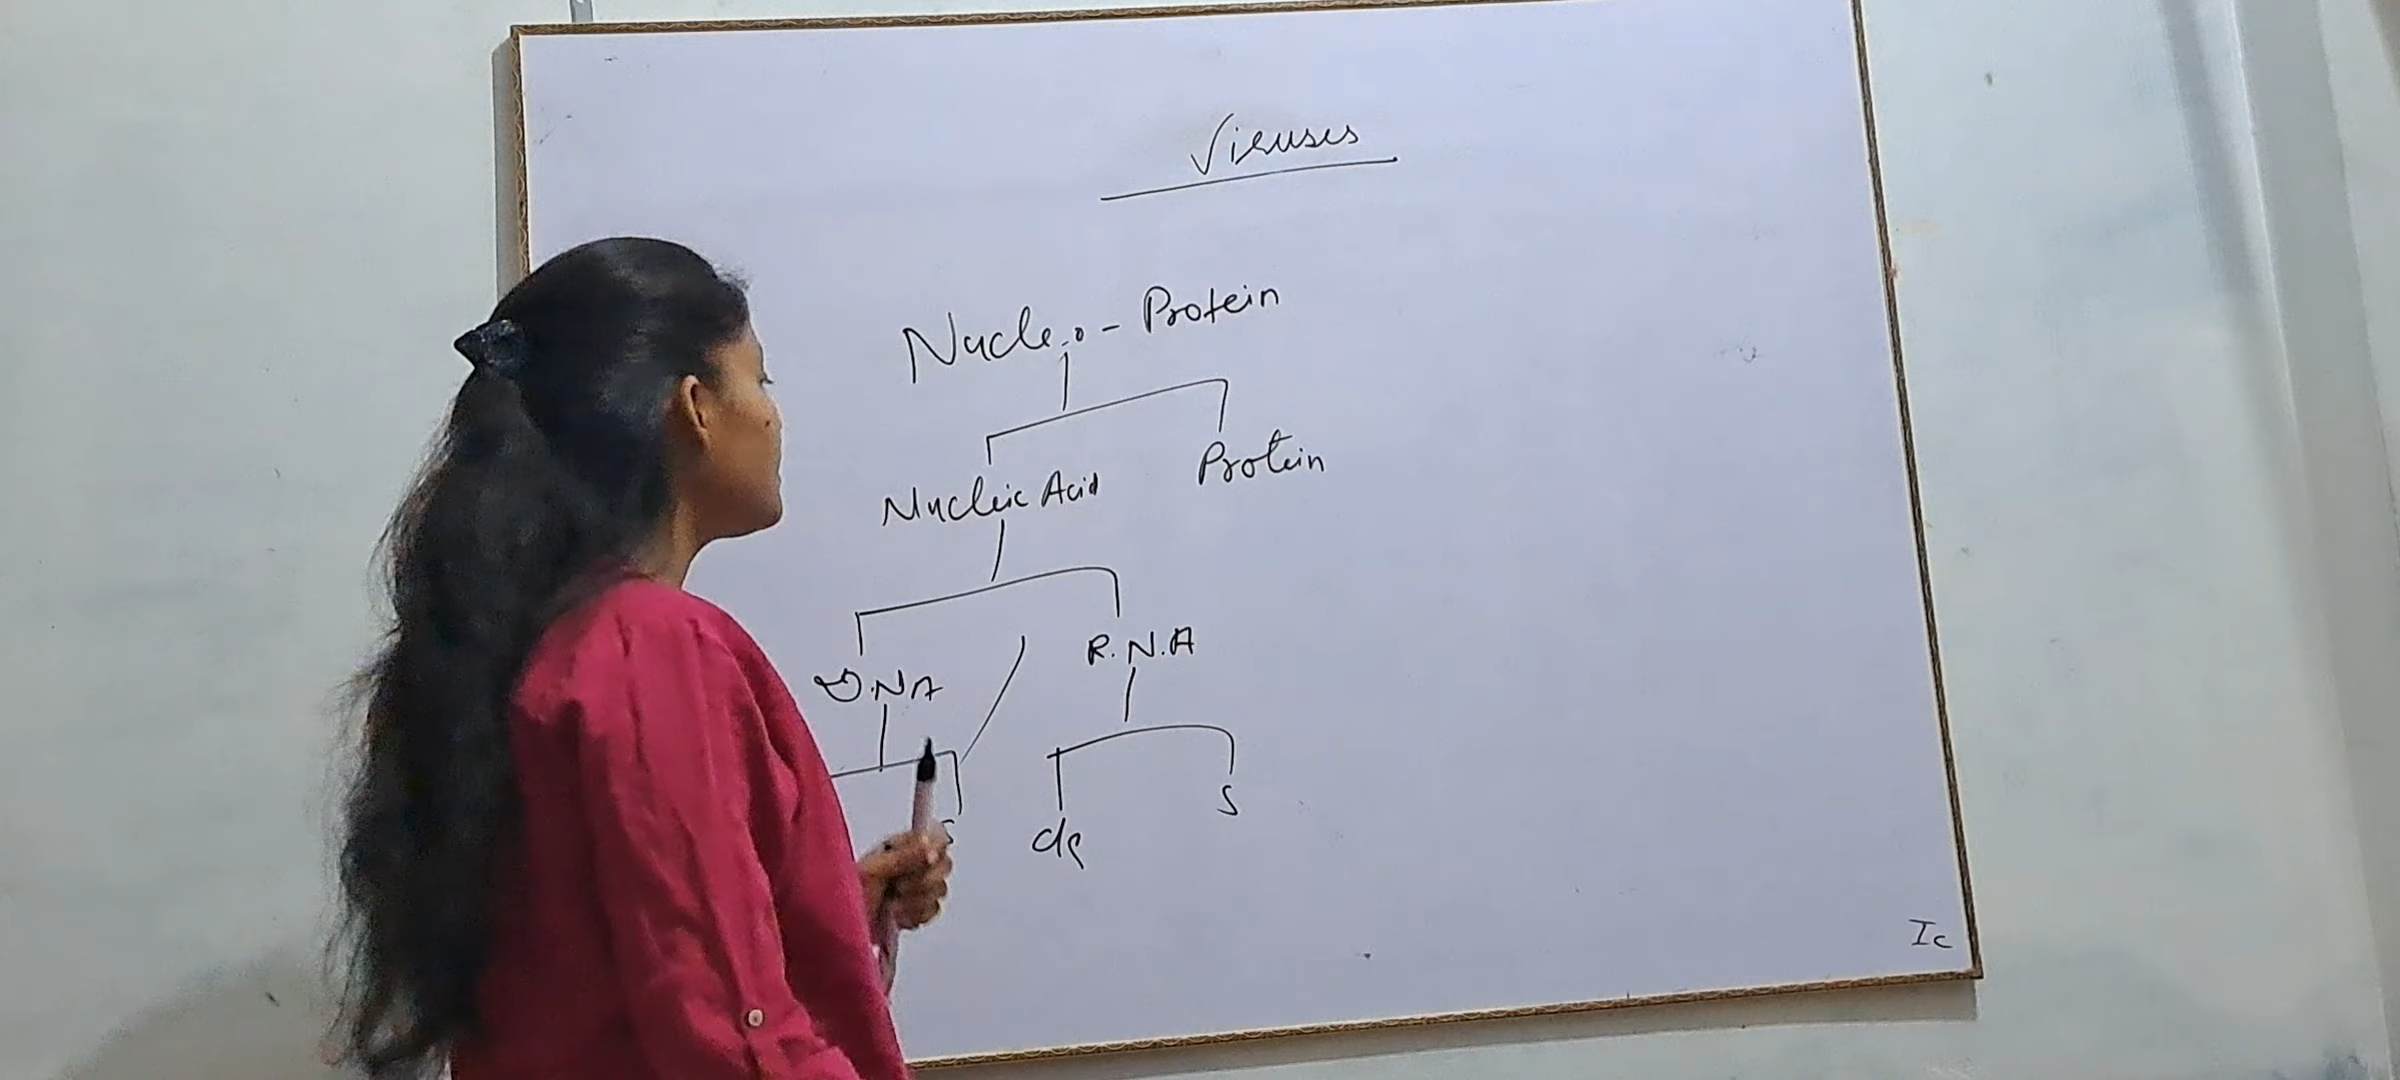 Viruses
Nucleo - Protein
Nucleic Acid
Protein
D.NA
R.N.A
s
ds
s
Ic